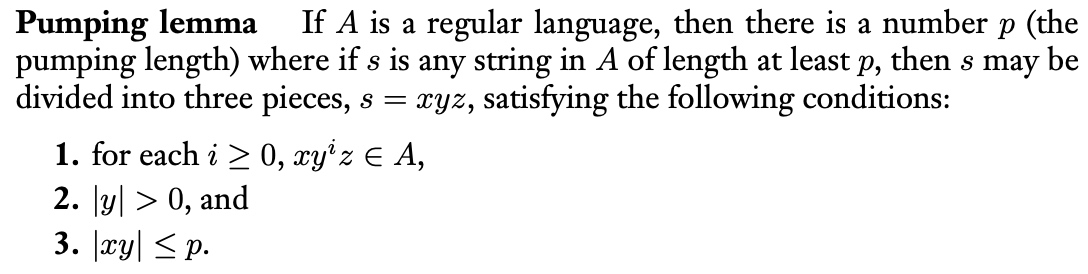 Pumping lemma If A is a regular language, then there is a number p (the
pumping length) where if s is any string in A of length at least p, then s may be
divided into three pieces, s = xyz, satisfying the following conditions:
1. for each i ≥ 0, xyⁱz ∈ A,
2. |y| > 0, and
3. |xy| ≤ p.